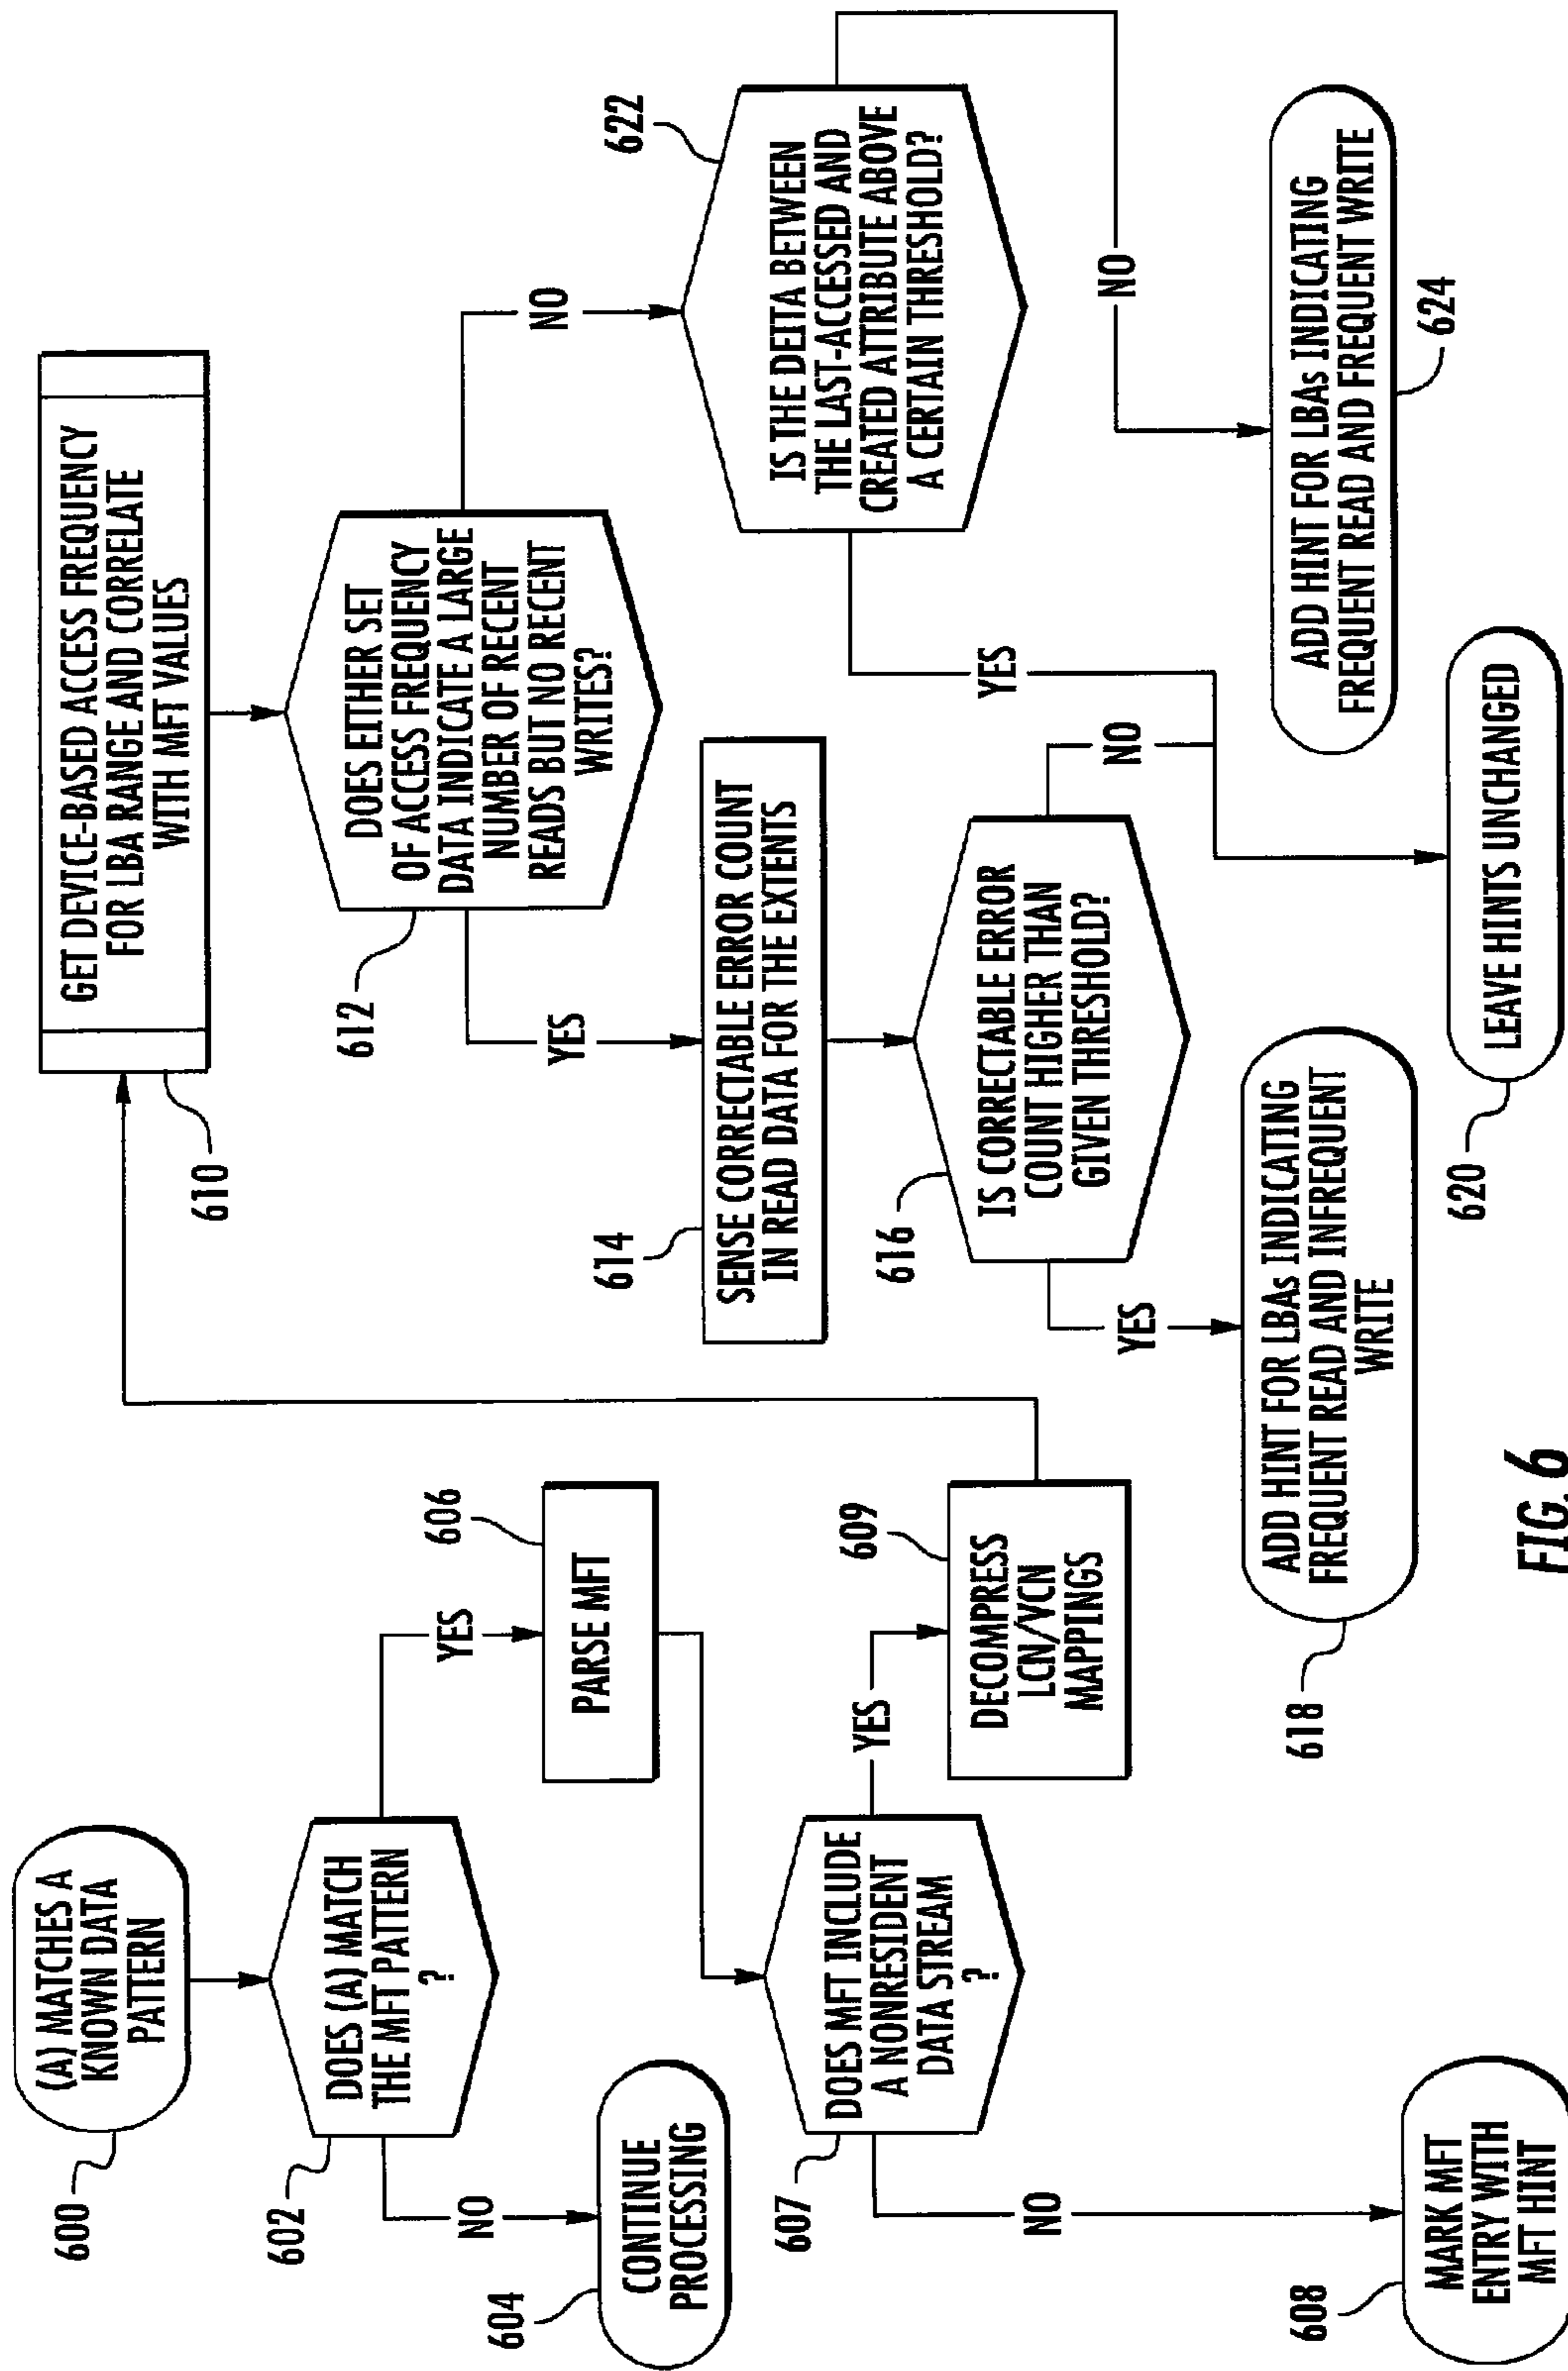 600
(A) MATCHES A
KNOWN DATA
PATTERN
602
DOES (A) MATCH
THE MFT PATTERN
?
NO
YES
604
CONTINUE
PROCESSING
606
PARSE MFT
607
DOES MFT INCLUDE
A NONRESIDENT
DATA STREAM
?
NO
YES
608
MARK MFT
ENTRY WITH
MFT HINT
609
DECOMPRESS
LCN/VCN
MAPPINGS
610
GET DEVICE-BASED ACCESS FREQUENCY
FOR LBA RANGE AND CORRELATE
WITH MFT VALUES
612
DOES EITHER SET
OF ACCESS FREQUENCY
DATA INDICATE A LARGE
NUMBER OF RECENT
READS BUT NO RECENT
WRITES?
YES
NO
614
SENSE CORRECTABLE ERROR COUNT
IN READ DATA FOR THE EXTENTS
616
IS CORRECTABLE ERROR
COUNT HIGHER THAN
GIVEN THRESHOLD?
YES
NO
618
ADD HINT FOR LBAs INDICATING
FREQUENT READ AND INFREQUENT
WRITE
620
LEAVE HINTS UNCHANGED
622
IS THE DEITA BETWEEN
THE LAST-ACCESSED AND
CREATED ATTRIBUTE ABOVE
A CERTAIN THRESHOLD?
YES
NO
ADD HINT FOR LBAs INDICATING
FREQUENT READ AND FREQUENT WRITE
624
FIG. 6